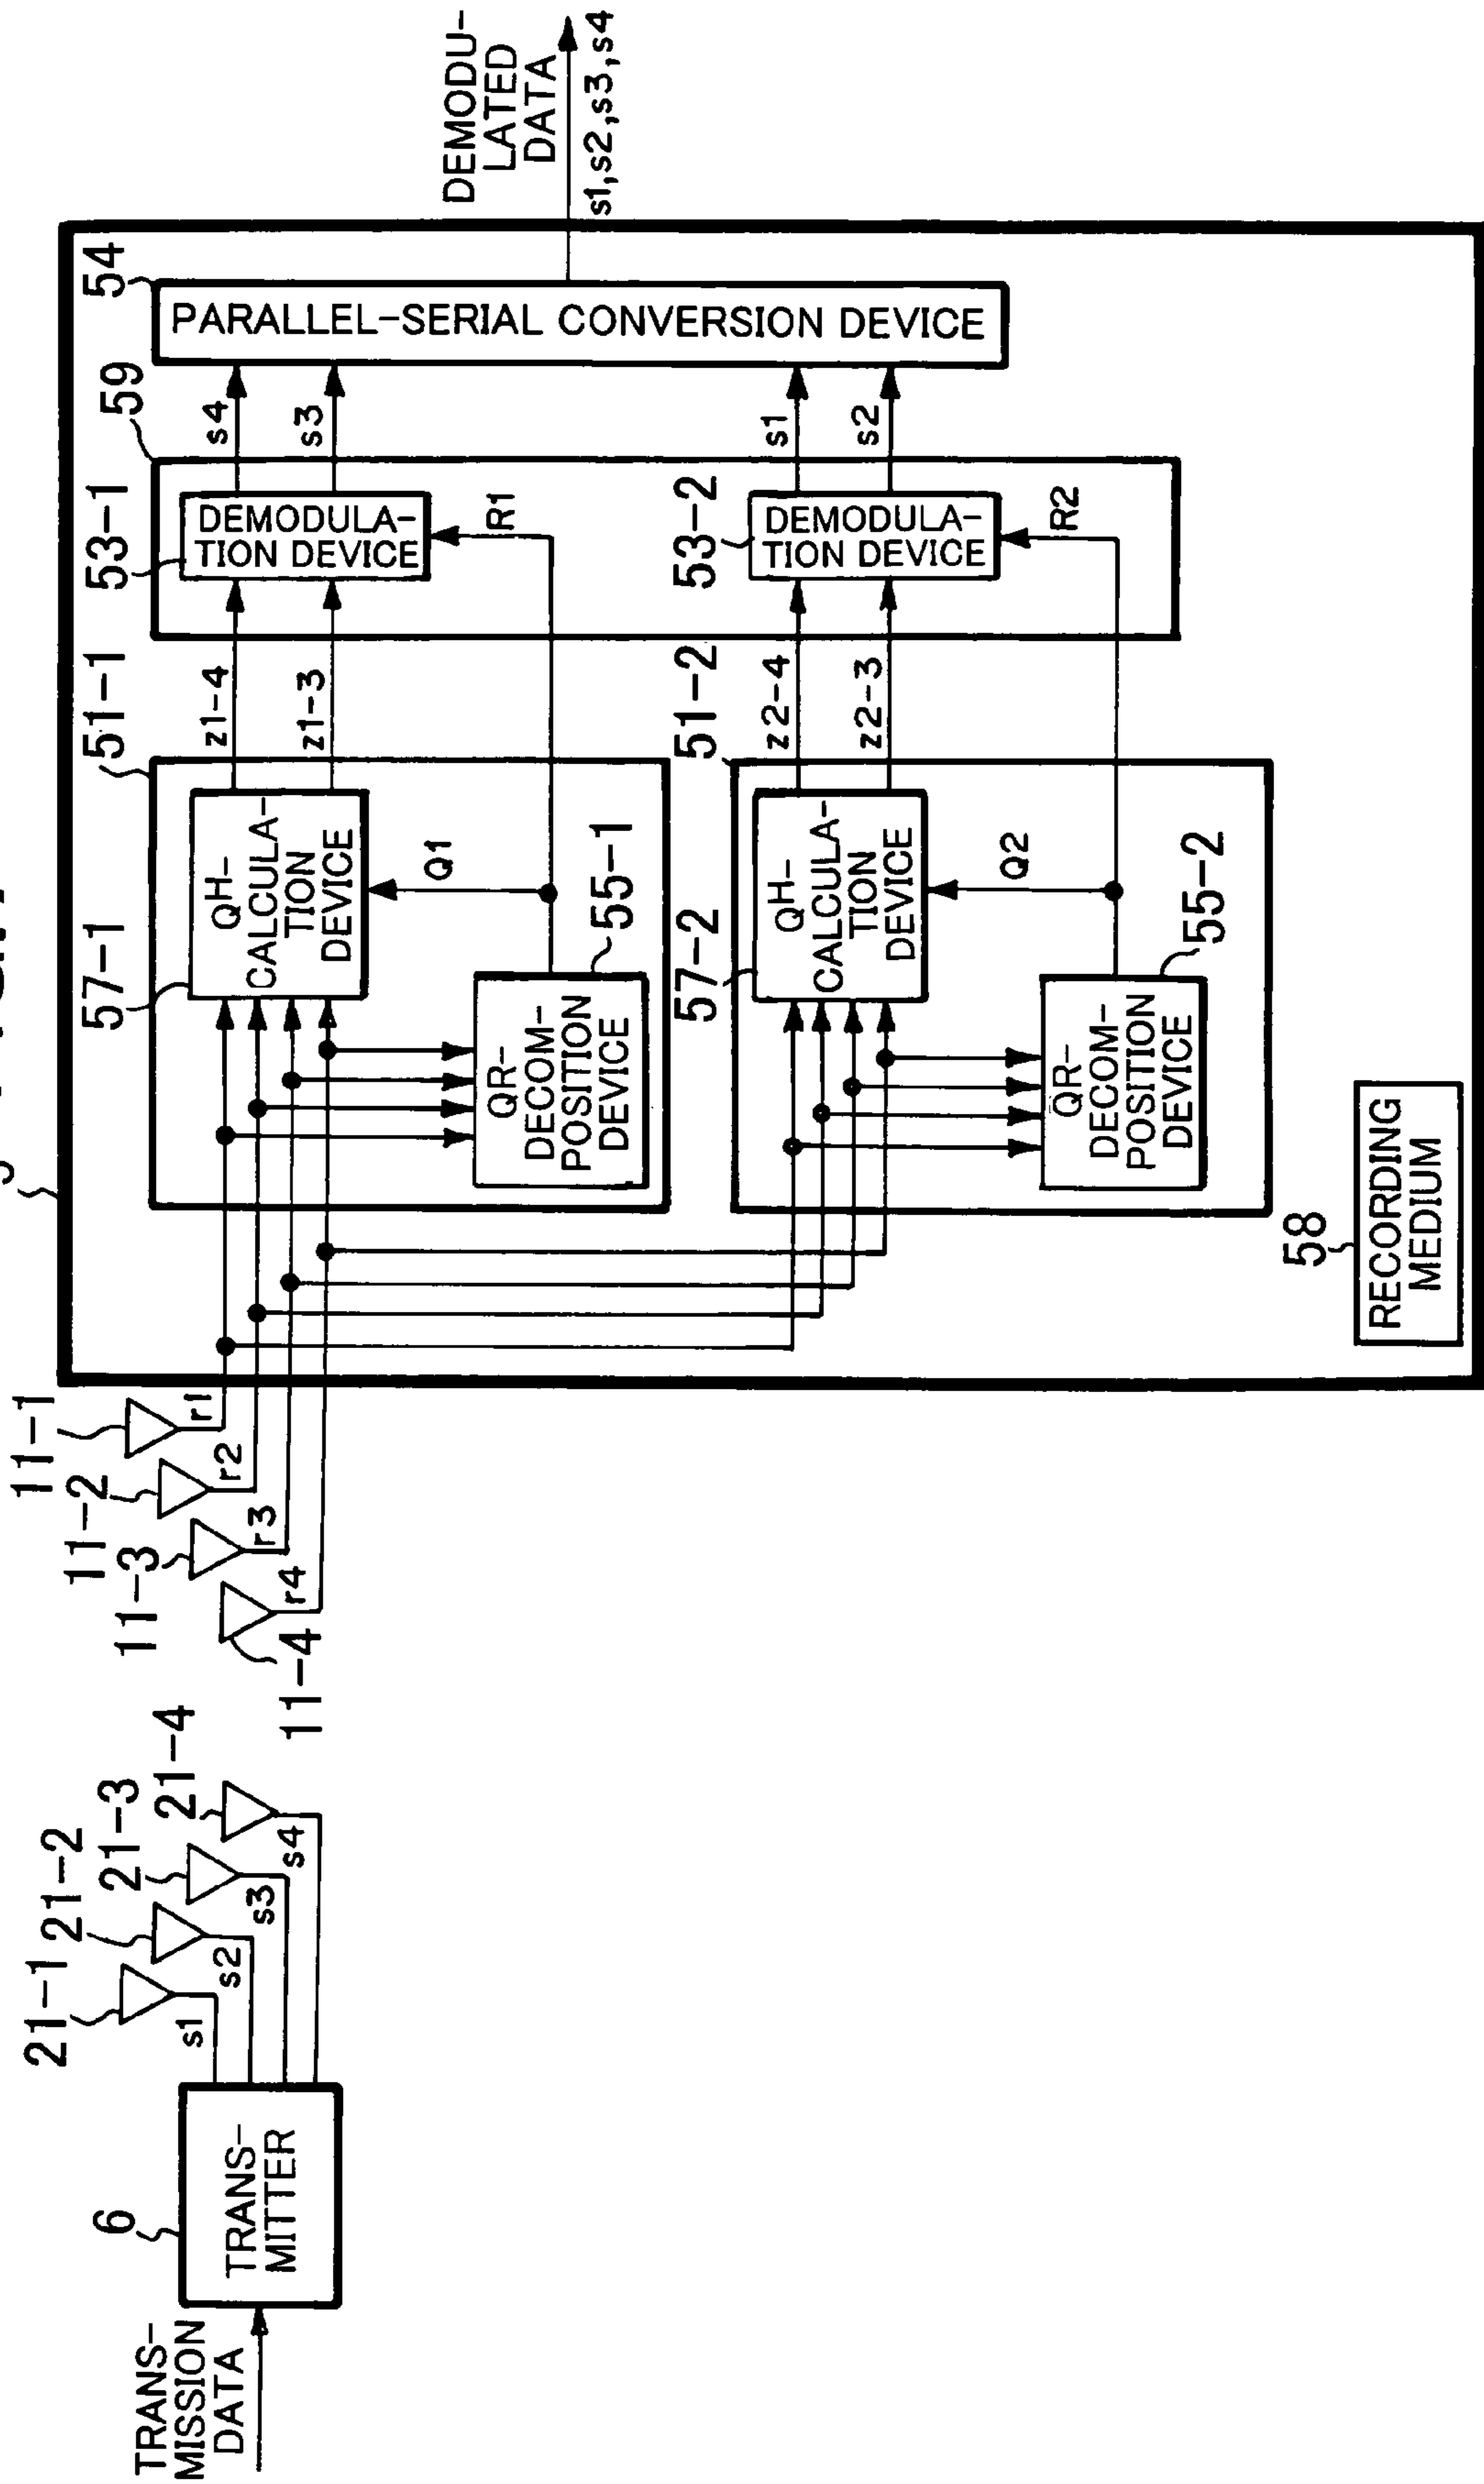 TRANS-
MISSION
DATA
6
TRANS-
MITTER
21-1
21-2
21-3
21-4
s1
s2
s3
s4
11-1
11-2
11-3
11-4
r1
r2
r3
r4
57-1
QH-
CALCULA-
TION
DEVICE
51-1
QR-
DECOM-
POSITION
DEVICE
55-1
Q1
z1-4
z1-3
53-1
DEMODULA-
TION DEVICE
R1
59
s4
s3
54
PARALLEL-SERIAL CONVERSION DEVICE
57-2
QH-
CALCULA-
TION
DEVICE
51-2
QR-
DECOM-
POSITION
DEVICE
55-2
Q2
z2-4
z2-3
53-2
DEMODULA-
TION DEVICE
R2
s1
s2
58
RECORDING
MEDIUM
DEMODU-
LATED
DATA
s1,s2,s3,s4